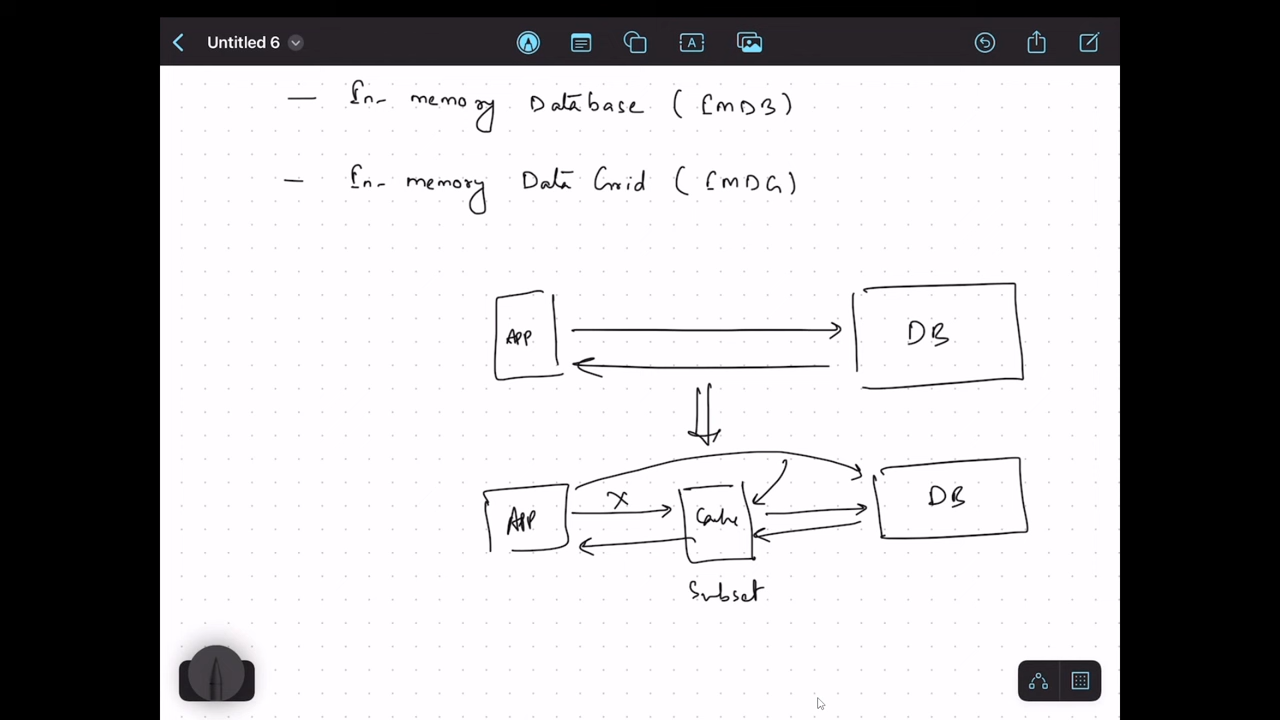 Untitled 6
A
— In-memory Database (IMDB)
— In-memory Data Grid (IMDG)
APP
DB
APP
X
Cache
DB
Subset